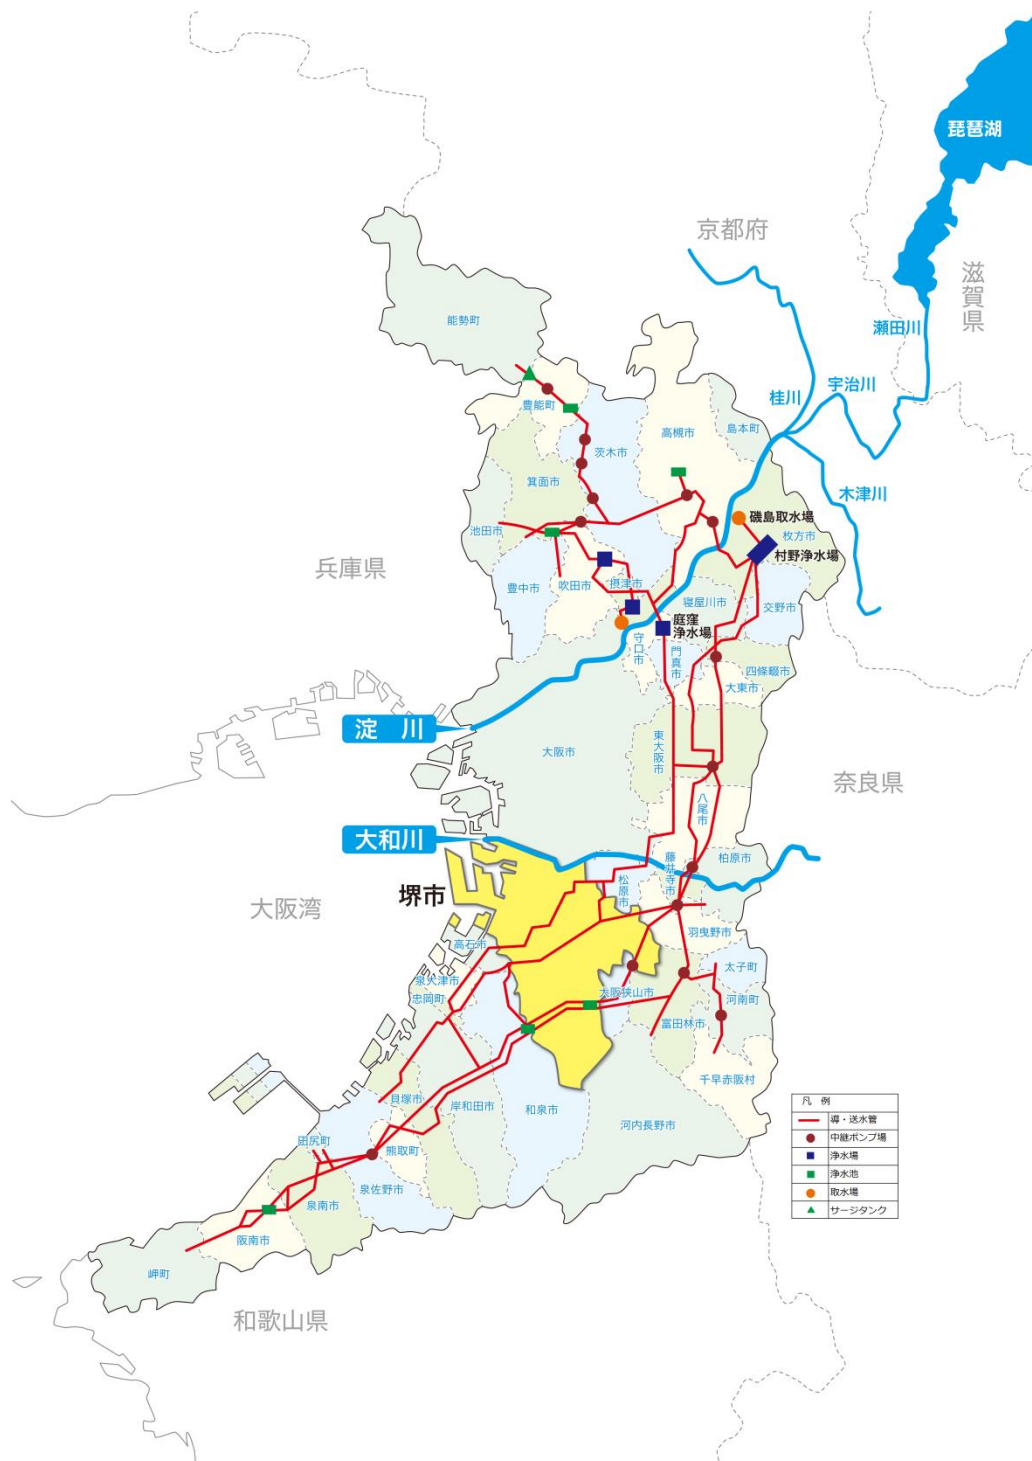 琵琶湖
京都府
滋賀県
瀬田川
能勢町
宇治川
桂川
豊能町
島本町
高槻市
茨木市
箕面市
木津川
磯島取水場
池田市
枚方市
村野浄水場
兵庫県
豊中市
吹田市
摂津市
寝屋川市
交野市
庭窪
浄水場
守口市
門真市
四條畷市
大東市
淀 川
東大阪市
大阪市
奈良県
八尾市
大和川
柏原市
藤井寺市
松原市
堺市
大阪湾
羽曳野市
高石市
太子町
泉大津市
大阪狭山市
忠岡町
河南町
富田林市
千早赤阪村
貝塚市
岸和田市
和泉市
河内長野市
田尻町
熊取町
泉佐野市
泉南市
阪南市
岬町
和歌山県
凡 例
導・送水管
中継ポンプ場
浄水場
浄水池
取水場
サージタンク